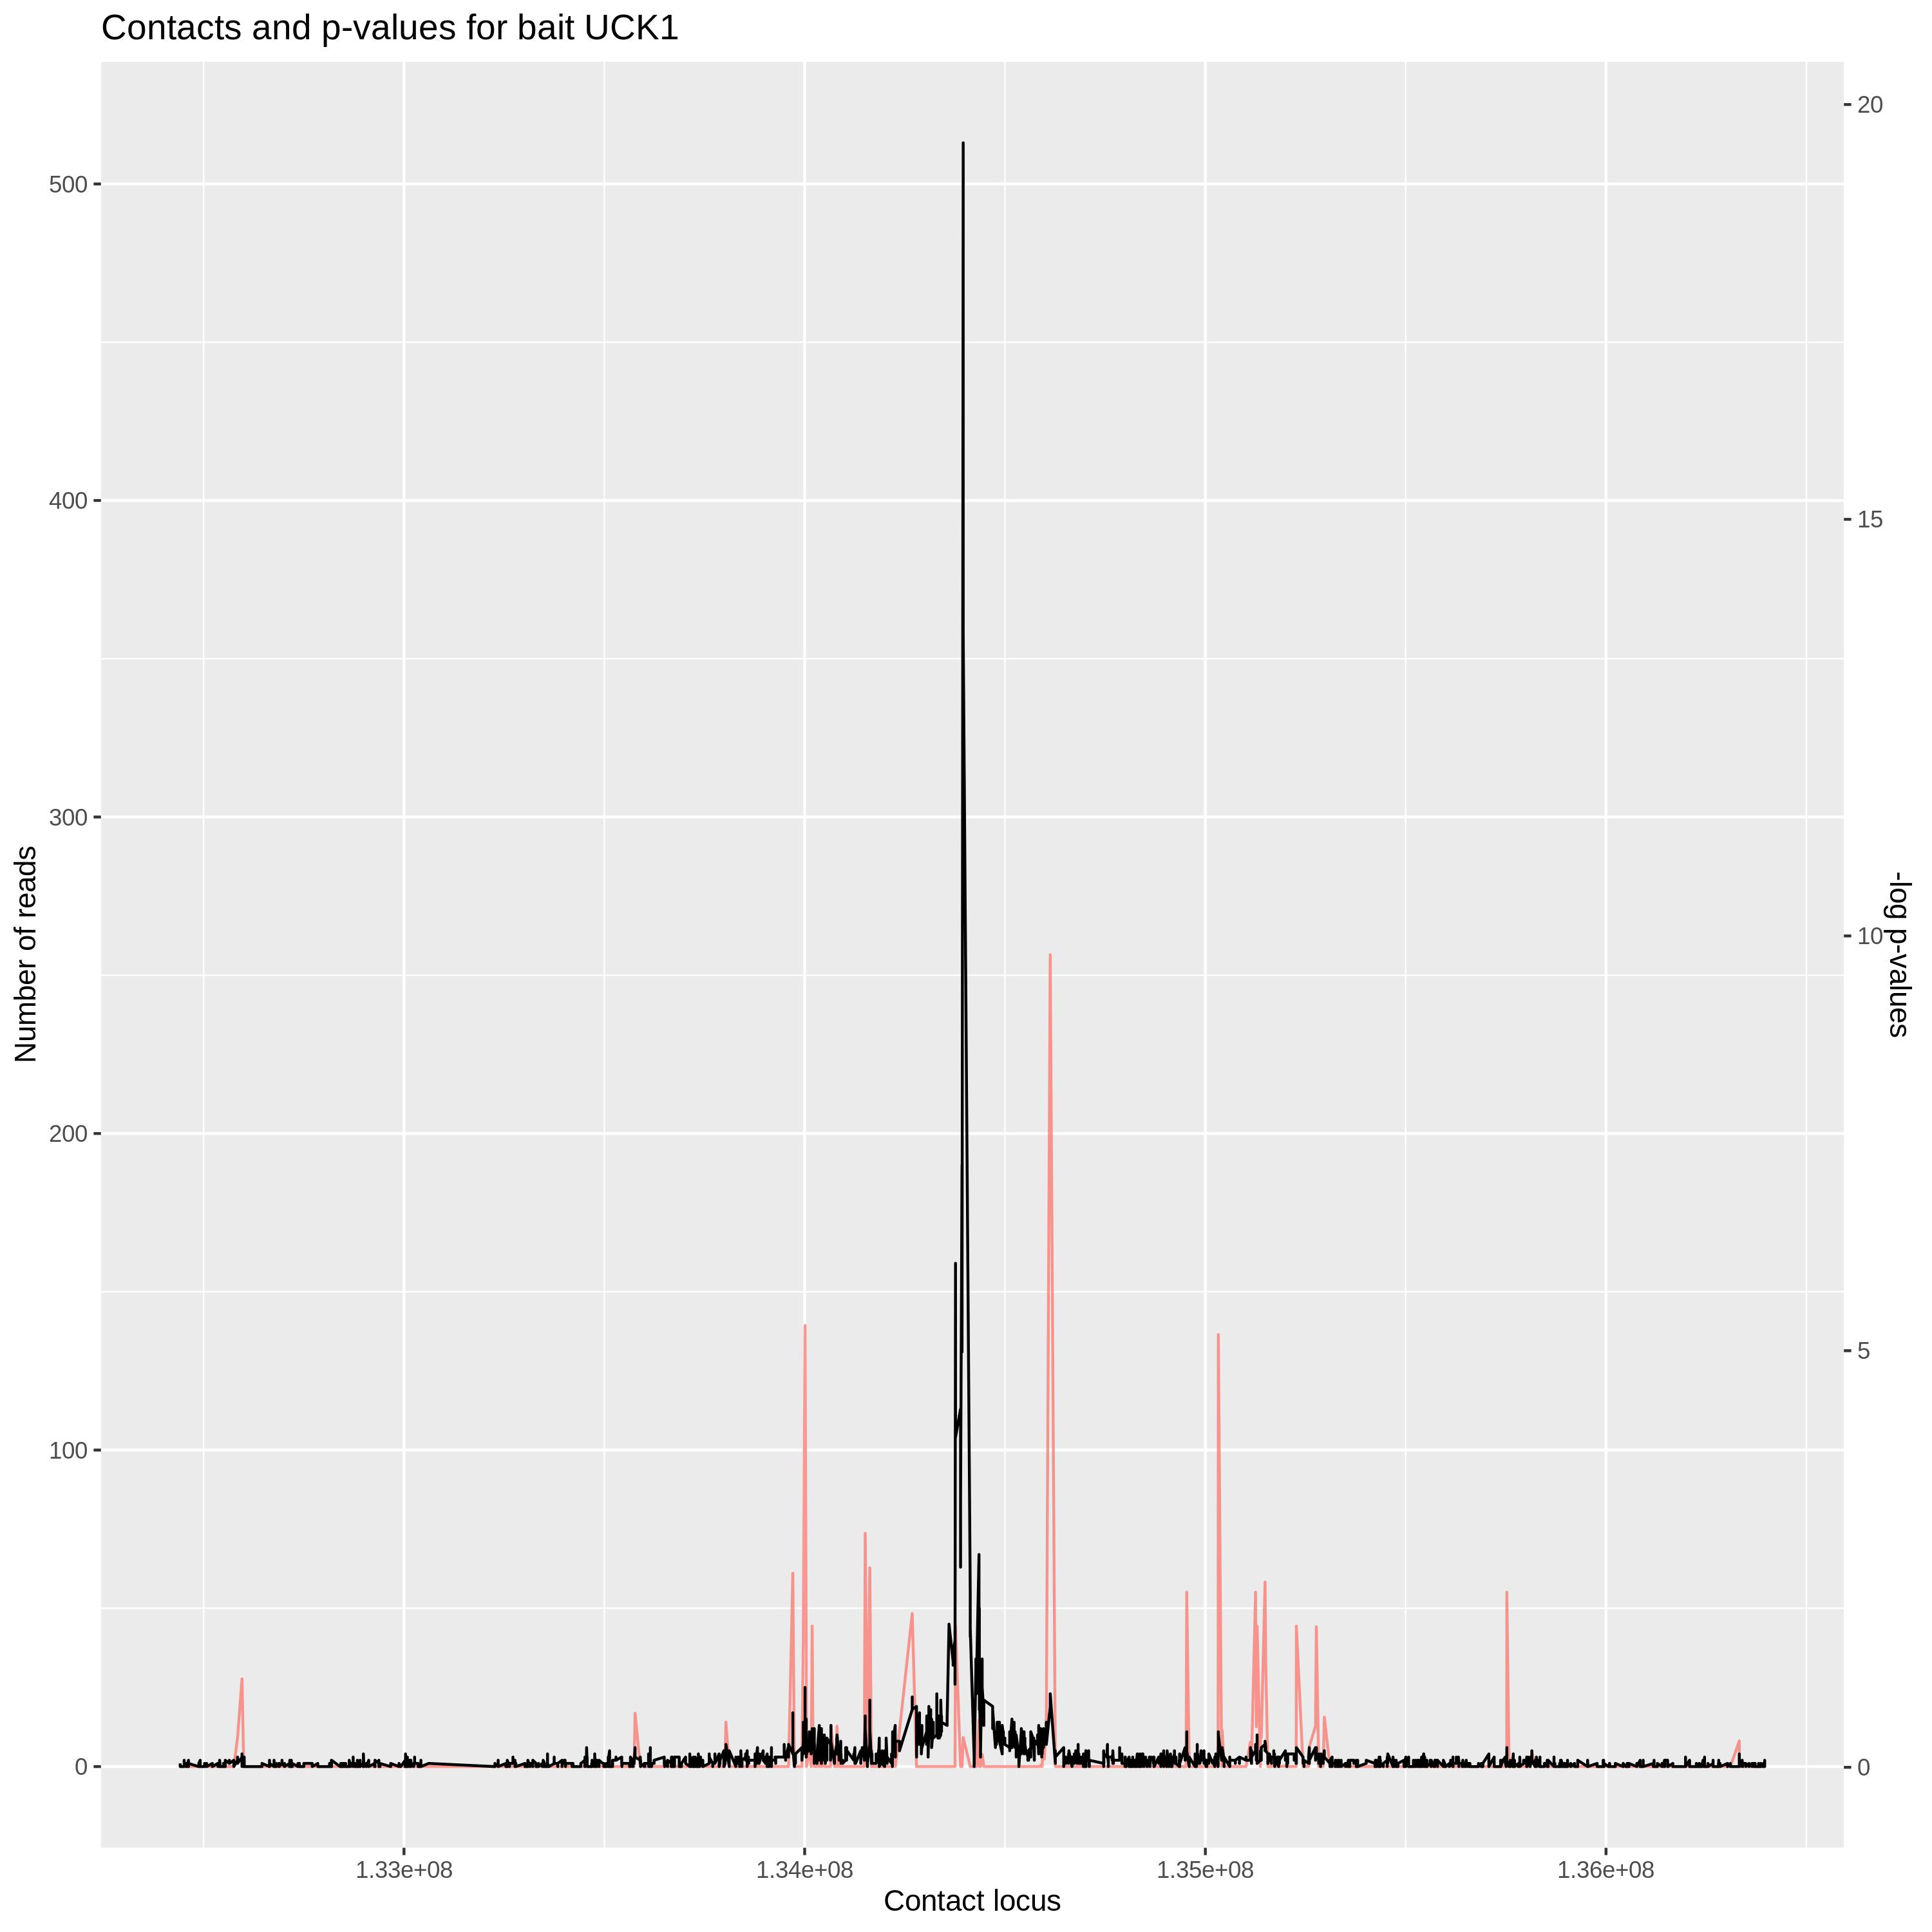 Contacts and p-values for bait UCK1
Number of reads
500
400
300
200
100
0
20
15
10
5
0
-log p-values
1.33e+08
1.34e+08
1.35e+08
1.36e+08
Contact locus